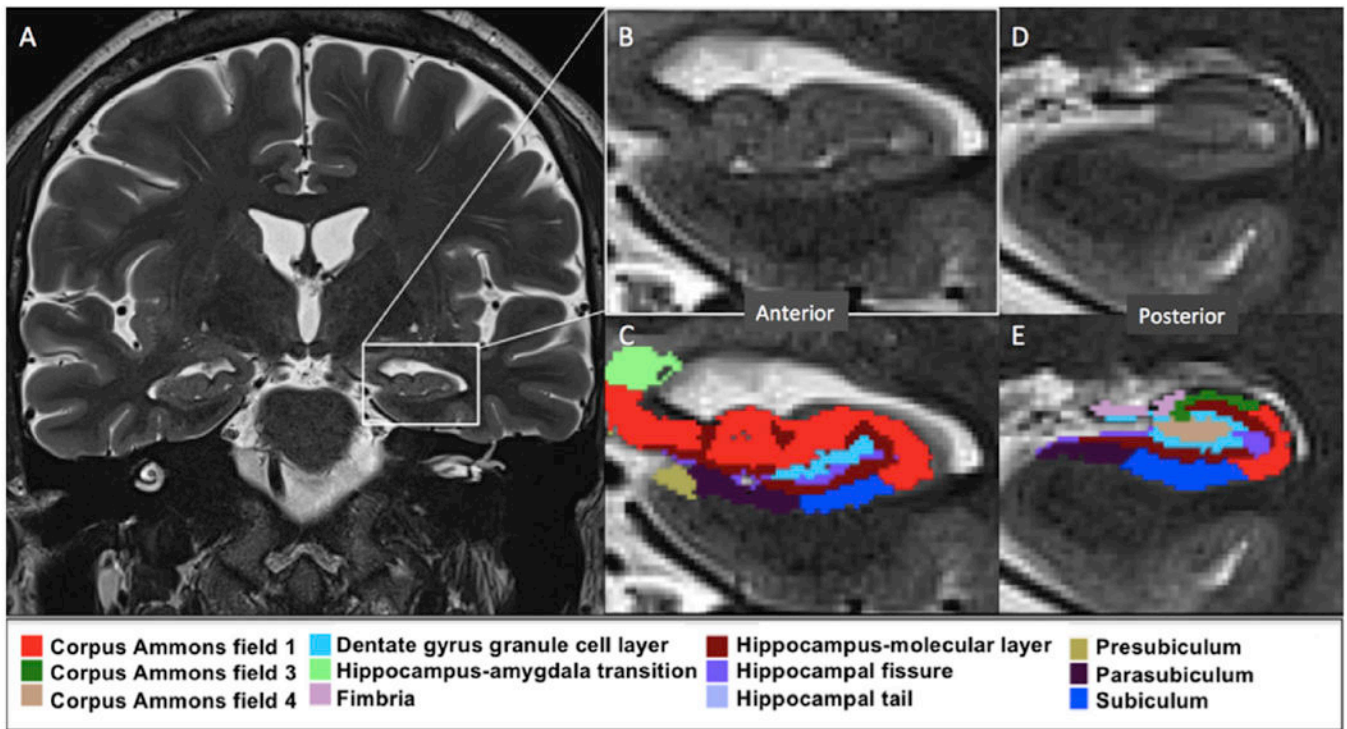 A
B
D
Anterior
Posterior
C
E
Corpus Ammons field 1
Corpus Ammons field 3
Corpus Ammons field 4
Dentate gyrus granule cell layer
Hippocampus-amygdala transition
Fimbria
Hippocampus-molecular layer
Hippocampal fissure
Hippocampal tail
Presubiculum
Parasubiculum
Subiculum